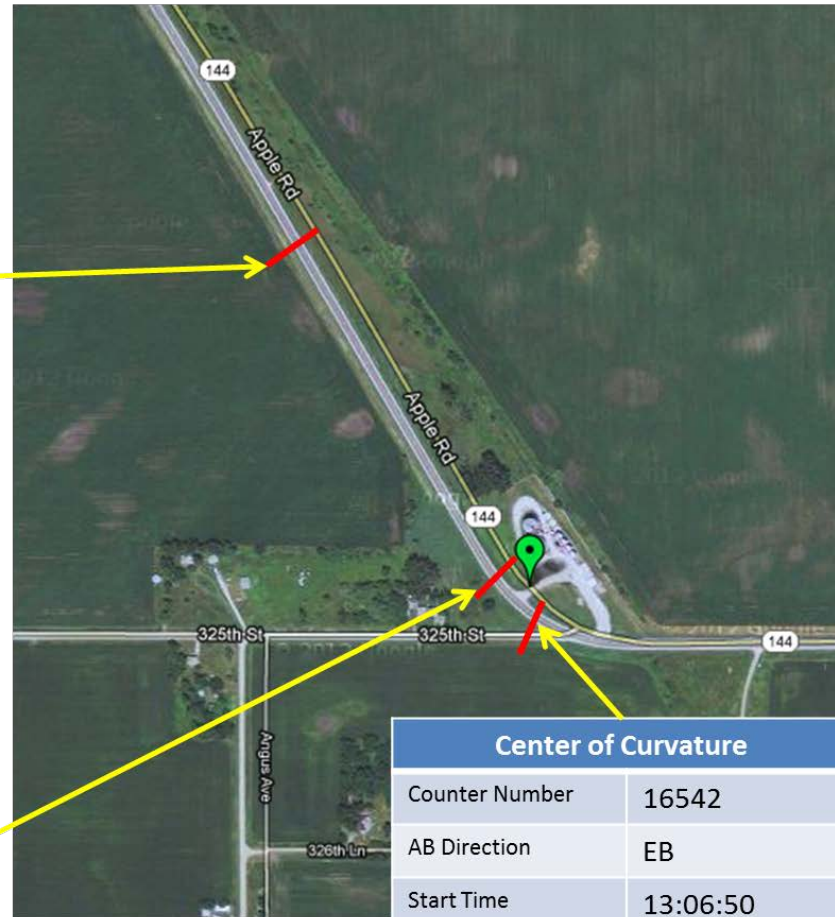 144
Apple Rd
Apple Rd
144
325th St
325th St
144
Angus Ave
326th Ln
Center of Curvature
Counter Number 16542
AB Direction EB
Start Time 13:06:50